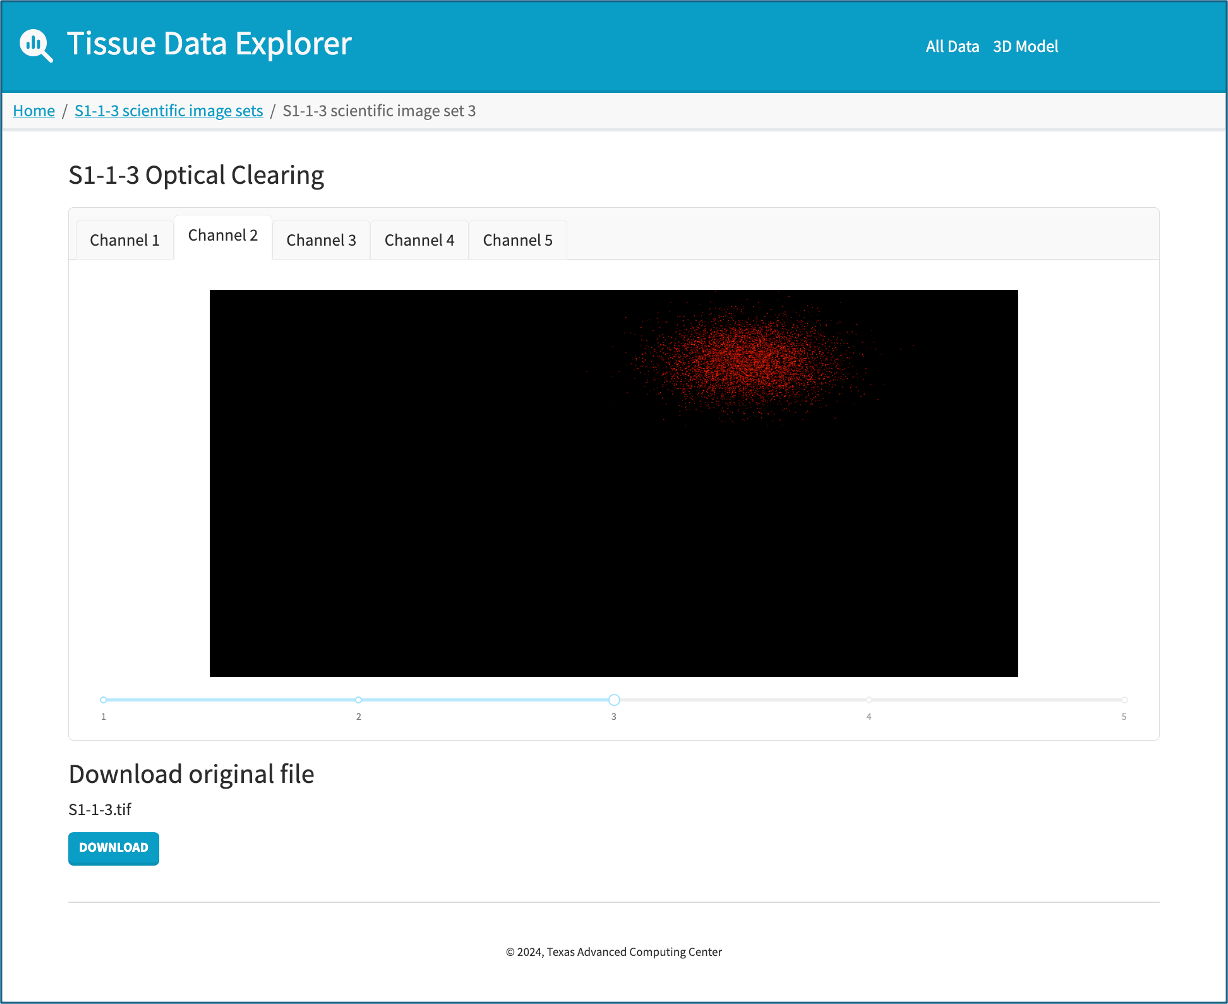 Tissue Data Explorer
All Data 3D Model
Home / S1-1-3 scientific image sets / S1-1-3 scientific image set 3
S1-1-3 Optical Clearing
Channel 1 Channel 2 Channel 3 Channel 4 Channel 5
1 2 3 4 5
Download original file
S1-1-3.tif
DOWNLOAD
© 2024, Texas Advanced Computing Center